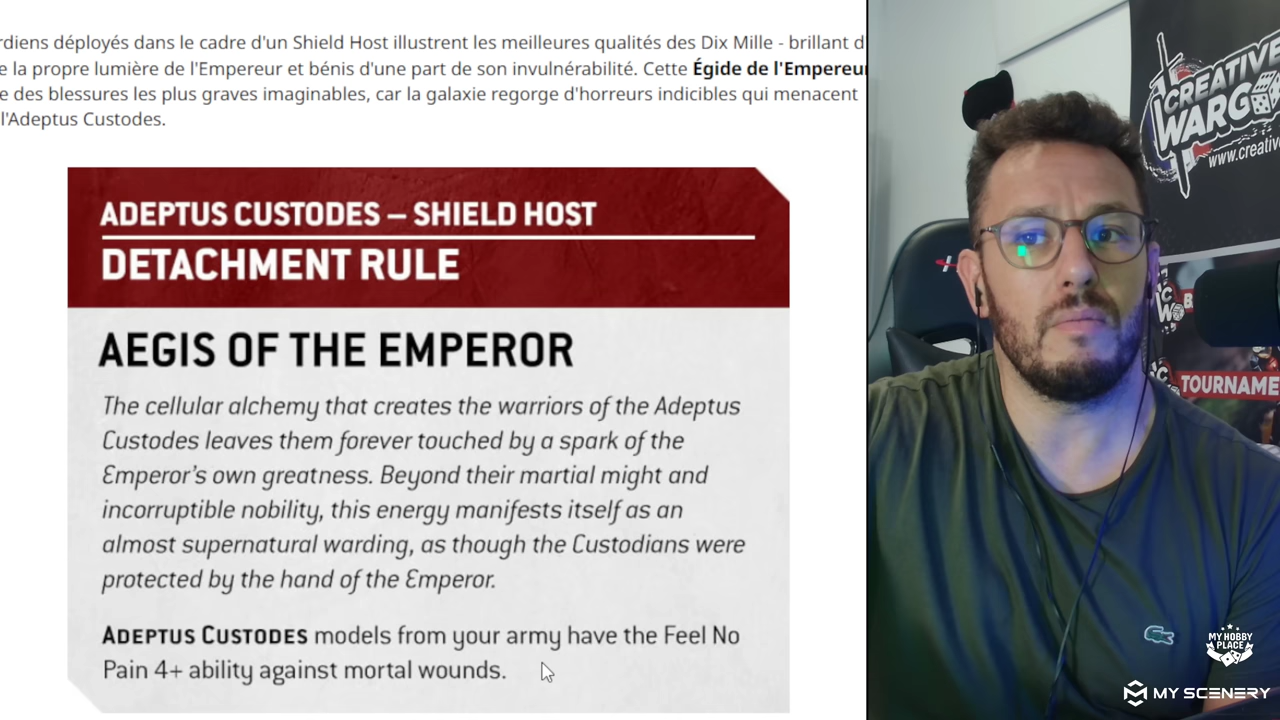 rdiens déployés dans le cadre d'un Shield Host illustrent les meilleures qualités des Dix Mille - brillant d
e la propre lumière de l'Empereur et bénis d'une part de son invulnérabilité. Cette Égide de l'Empereur
e des blessures les plus graves imaginables, car la galaxie regorge d'horreurs indicibles qui menacent
l'Adeptus Custodes.
ADEPTUS CUSTODES – SHIELD HOST
DETACHMENT RULE
AEGIS OF THE EMPEROR
The cellular alchemy that creates the warriors of the Adeptus
Custodes leaves them forever touched by a spark of the
Emperor's own greatness. Beyond their martial might and
incorruptible nobility, this energy manifests itself as an
almost supernatural warding, as though the Custodians were
protected by the hand of the Emperor.
ADEPTUS CUSTODES models from your army have the Feel No
Pain 4+ ability against mortal wounds.
CREATIVE
WARG
www.creativ
TOURNAME
MY HOBBY
PLACE
MY SCENERY